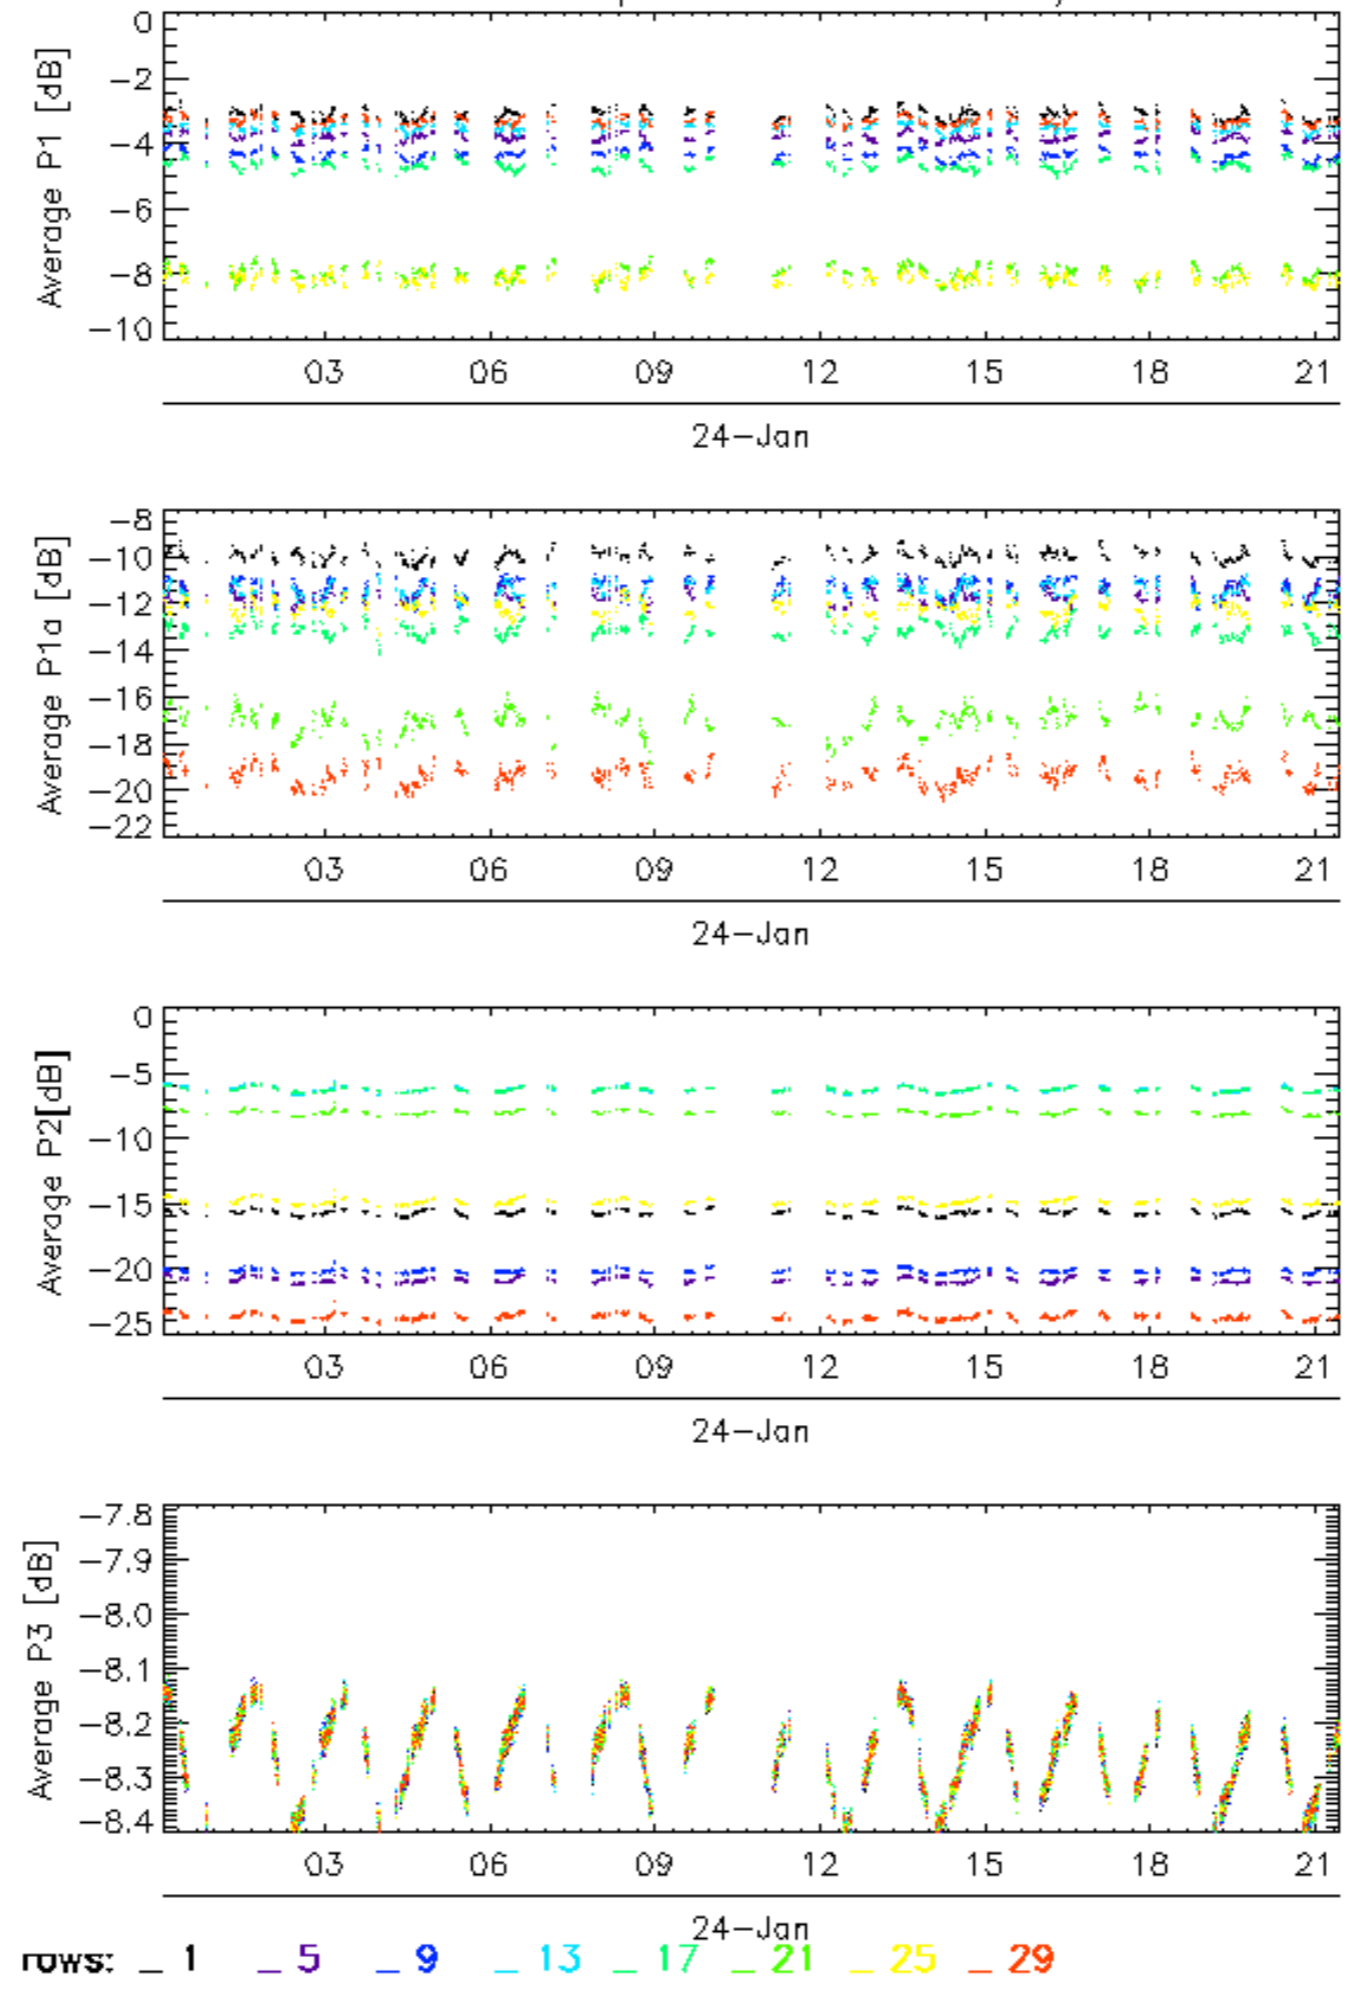 Average P1 [dB]
0
−2
−4
−6
−8
−10
03 06 09 12 15 18 21
24−Jan
Average P1a [dB]
−8
−10
−12
−14
−16
−18
−20
−22
03 06 09 12 15 18 21
24−Jan
Average P2[dB]
0
−5
−10
−15
−20
−25
03 06 09 12 15 18 21
24−Jan
Average P3 [dB]
−7.8
−7.9
−8.0
−8.1
−8.2
−8.3
−8.4
03 06 09 12 15 18 21
24−Jan
rows: _ 1 _ 5 _ 9 _ 13 _ 17 _ 21 _ 25 _ 29